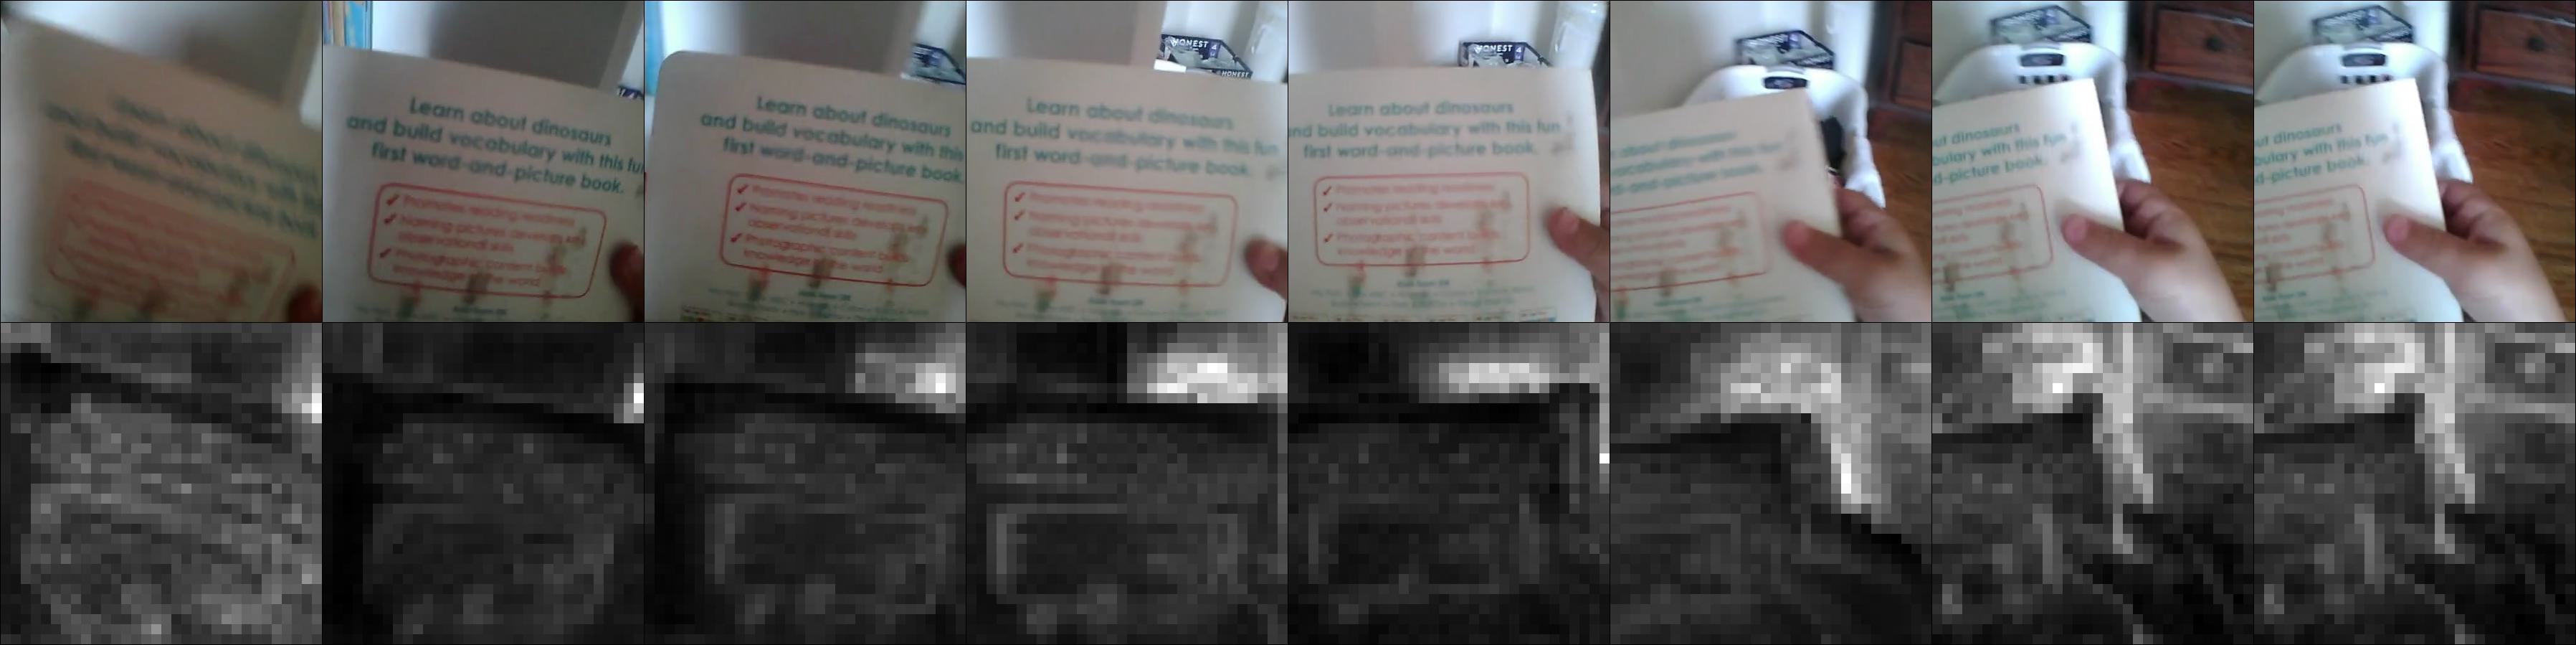 HONEST
Learn about dinosaurs
and build vocabulary with this fun
first word-and-picture book.
✓ Promotes reading readiness
✓ Naming pictures develops
observational skills
✓ Photographic content builds
knowledge of the world